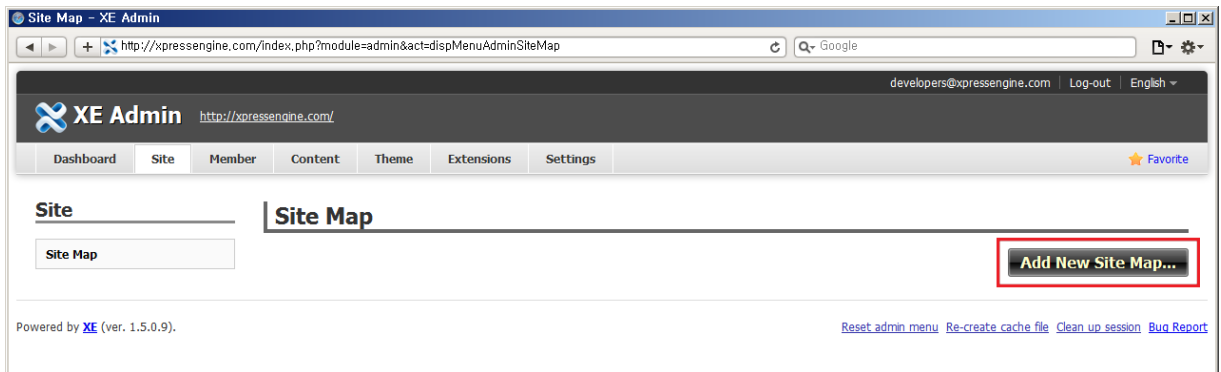 Site Map - XE Admin
http://xpressengine.com/index.php?module=admin&act=dispMenuAdminSiteMap
Google
developers@xpressengine.com | Log-out | English
XE Admin http://xpressengine.com/
Dashboard Site Member Content Theme Extensions Settings Favorite
Site
Site Map
Site Map
Add New Site Map...
Powered by XE (ver. 1.5.0.9).
Reset admin menu Re-create cache file Clean up session Bug Report